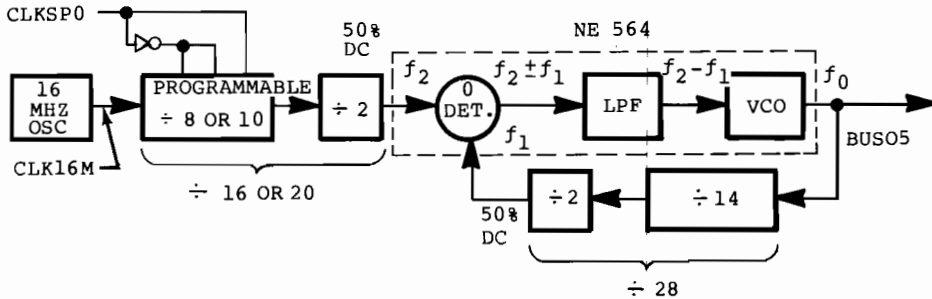 CLKSP0
50%
DC
NE 564
16
MHZ
OSC
PROGRAMMABLE
÷ 8 OR 10
÷ 2
f2
0
DET.
f2 ± f1
LPF
f2-f1
VCO
f0
CLK16M
f1
BUSO5
÷ 16 OR 20
50%
DC
÷2
÷14
÷ 28